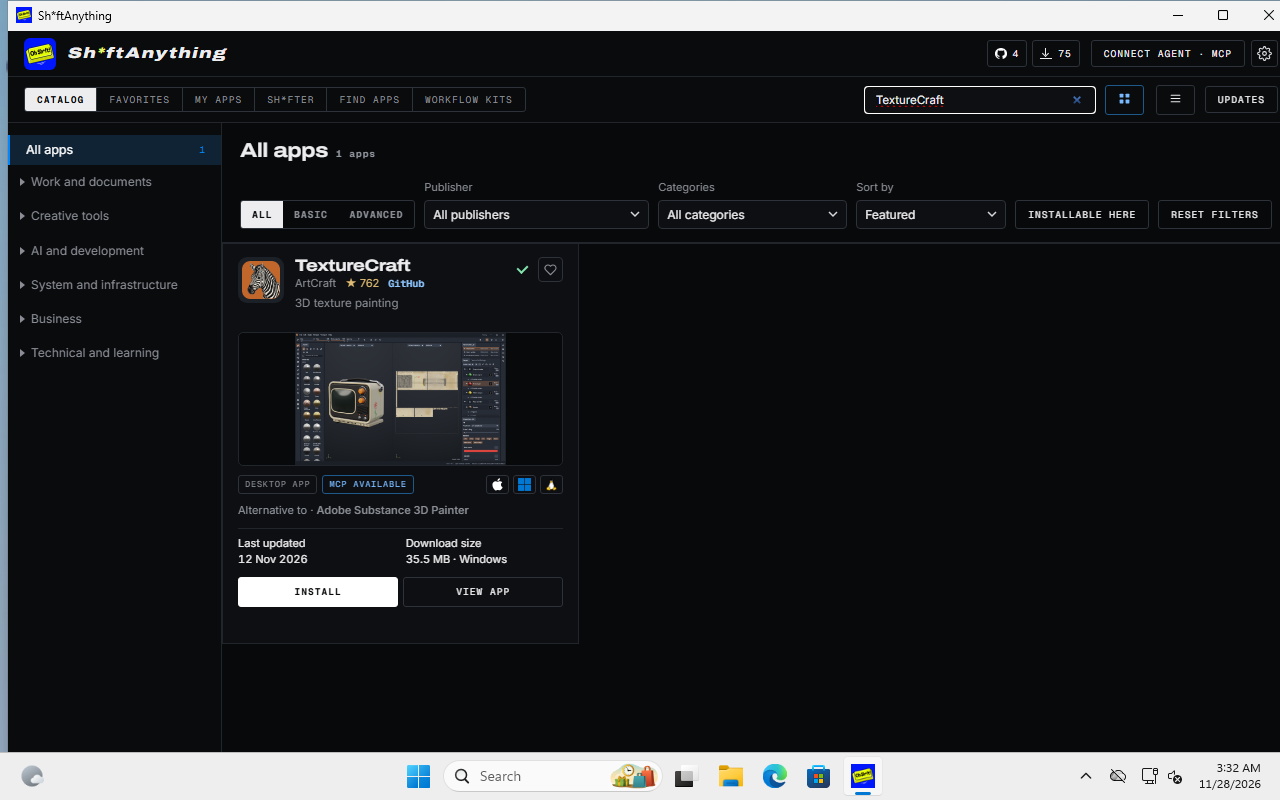 Sh*ftAnything
Oh Sh*ft! Sh*ftAnything
4 75 CONNECT AGENT · MCP
CATALOG FAVORITES MY APPS SH*FTER FIND APPS WORKFLOW KITS
TextureCraft UPDATES
All apps 1
Work and documents
Creative tools
AI and development
System and infrastructure
Business
Technical and learning
All apps 1 apps
Publisher Categories Sort by
ALL BASIC ADVANCED All publishers All categories Featured INSTALLABLE HERE RESET FILTERS
TextureCraft
ArtCraft ★ 762 GitHub
3D texture painting
DESKTOP APP MCP AVAILABLE
Alternative to · Adobe Substance 3D Painter
Last updated Download size
12 Nov 2026 35.5 MB · Windows
INSTALL VIEW APP
Search
3:32 AM
11/28/2026